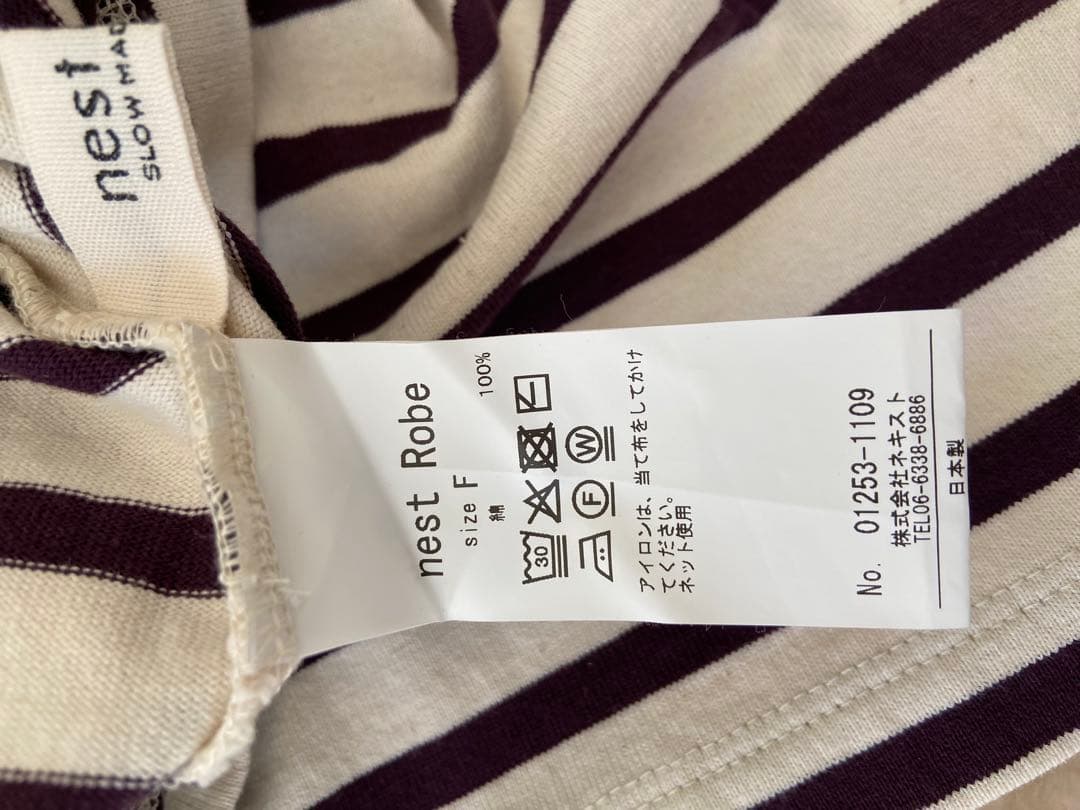 nest
SLOW MAD
nest Robe
size F
綿 100%
30
F W
アイロンは、当て布をしてかけ
てください。
ネット使用
No. 01253-1109
株式会社ネキスト
TEL06-6338-6886
日本製